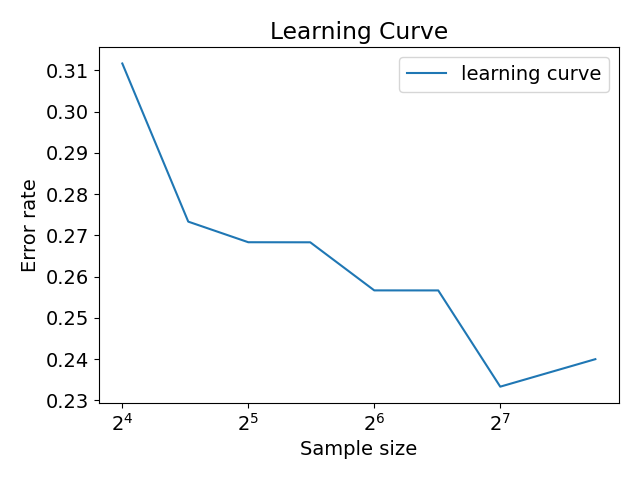 Learning Curve
learning curve
Error rate
0.31
0.30
0.29
0.28
0.27
0.26
0.25
0.24
0.23
2⁴ 2⁵ 2⁶ 2⁷
Sample size